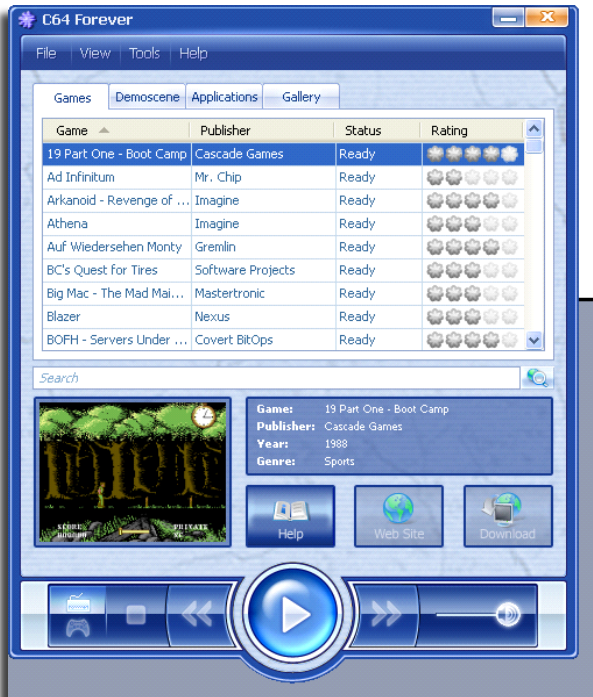 C64 Forever
File View Tools Help
Games Demoscene Applications Gallery
Game Publisher Status Rating
19 Part One - Boot Camp Cascade Games Ready
Ad Infinitum Mr. Chip Ready
Arkanoid - Revenge of ... Imagine Ready
Athena Imagine Ready
Auf Wiedersehen Monty Gremlin Ready
BC's Quest for Tires Software Projects Ready
Big Mac - The Mad Mai... Mastertronic Ready
Blazer Nexus Ready
BOFH - Servers Under ... Covert BitOps Ready
Search
Game: 19 Part One - Boot Camp
Publisher: Cascade Games
Year: 1988
Genre: Sports
SCORE PRIVATE
Help Web Site Download